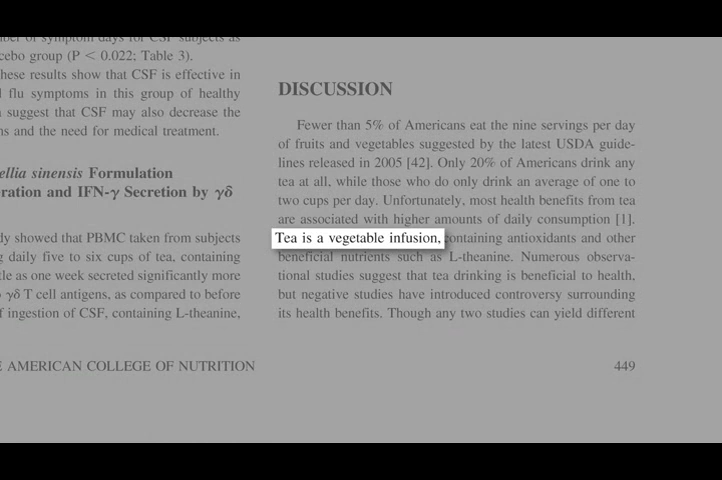 ber of symptom days for CSF subjects as
cebo group (P < 0.022; Table 3).
hese results show that CSF is effective in
flu symptoms in this group of healthy
suggest that CSF may also decrease the
ns and the need for medical treatment.
ellia sinensis Formulation
eration and IFN-γ Secretion by γδ
dy showed that PBMC taken from subjects
g daily five to six cups of tea, containing
tle as one week secreted significantly more
γδ T cell antigens, as compared to before
f ingestion of CSF, containing L-theanine,
E AMERICAN COLLEGE OF NUTRITION
DISCUSSION
Fewer than 5% of Americans eat the nine servings per day
of fruits and vegetables suggested by the latest USDA guide-
lines released in 2005 [42]. Only 20% of Americans drink any
tea at all, while those who do only drink an average of one to
two cups per day. Unfortunately, most health benefits from tea
are associated with higher amounts of daily consumption [1].
Tea is a vegetable infusion, containing antioxidants and other
beneficial nutrients such as L-theanine. Numerous observa-
tional studies suggest that tea drinking is beneficial to health,
but negative studies have introduced controversy surrounding
its health benefits. Though any two studies can yield different
449